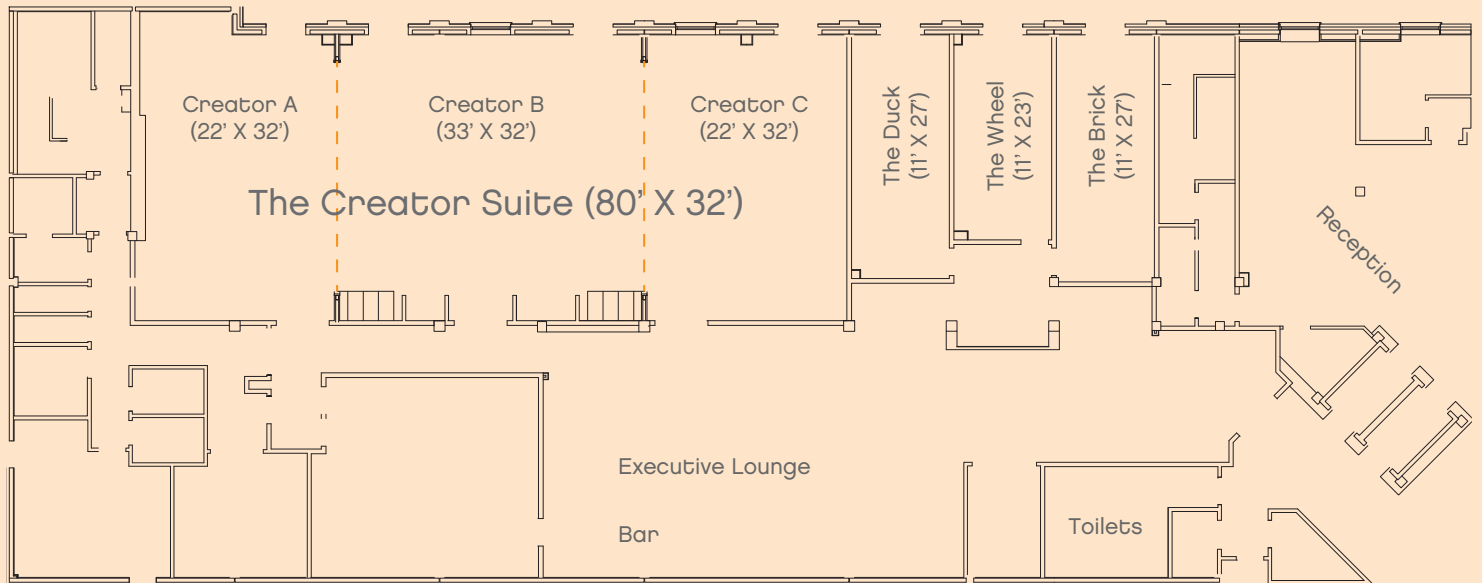 Creator A
(22’ X 32’)
Creator B
(33’ X 32’)
Creator C
(22’ X 32’)
The Duck
(11’ X 27’)
The Wheel
(11’ X 23’)
The Brick
(11’ X 27’)
The Creator Suite (80’ X 32’)
Reception
Executive Lounge
Bar
Toilets